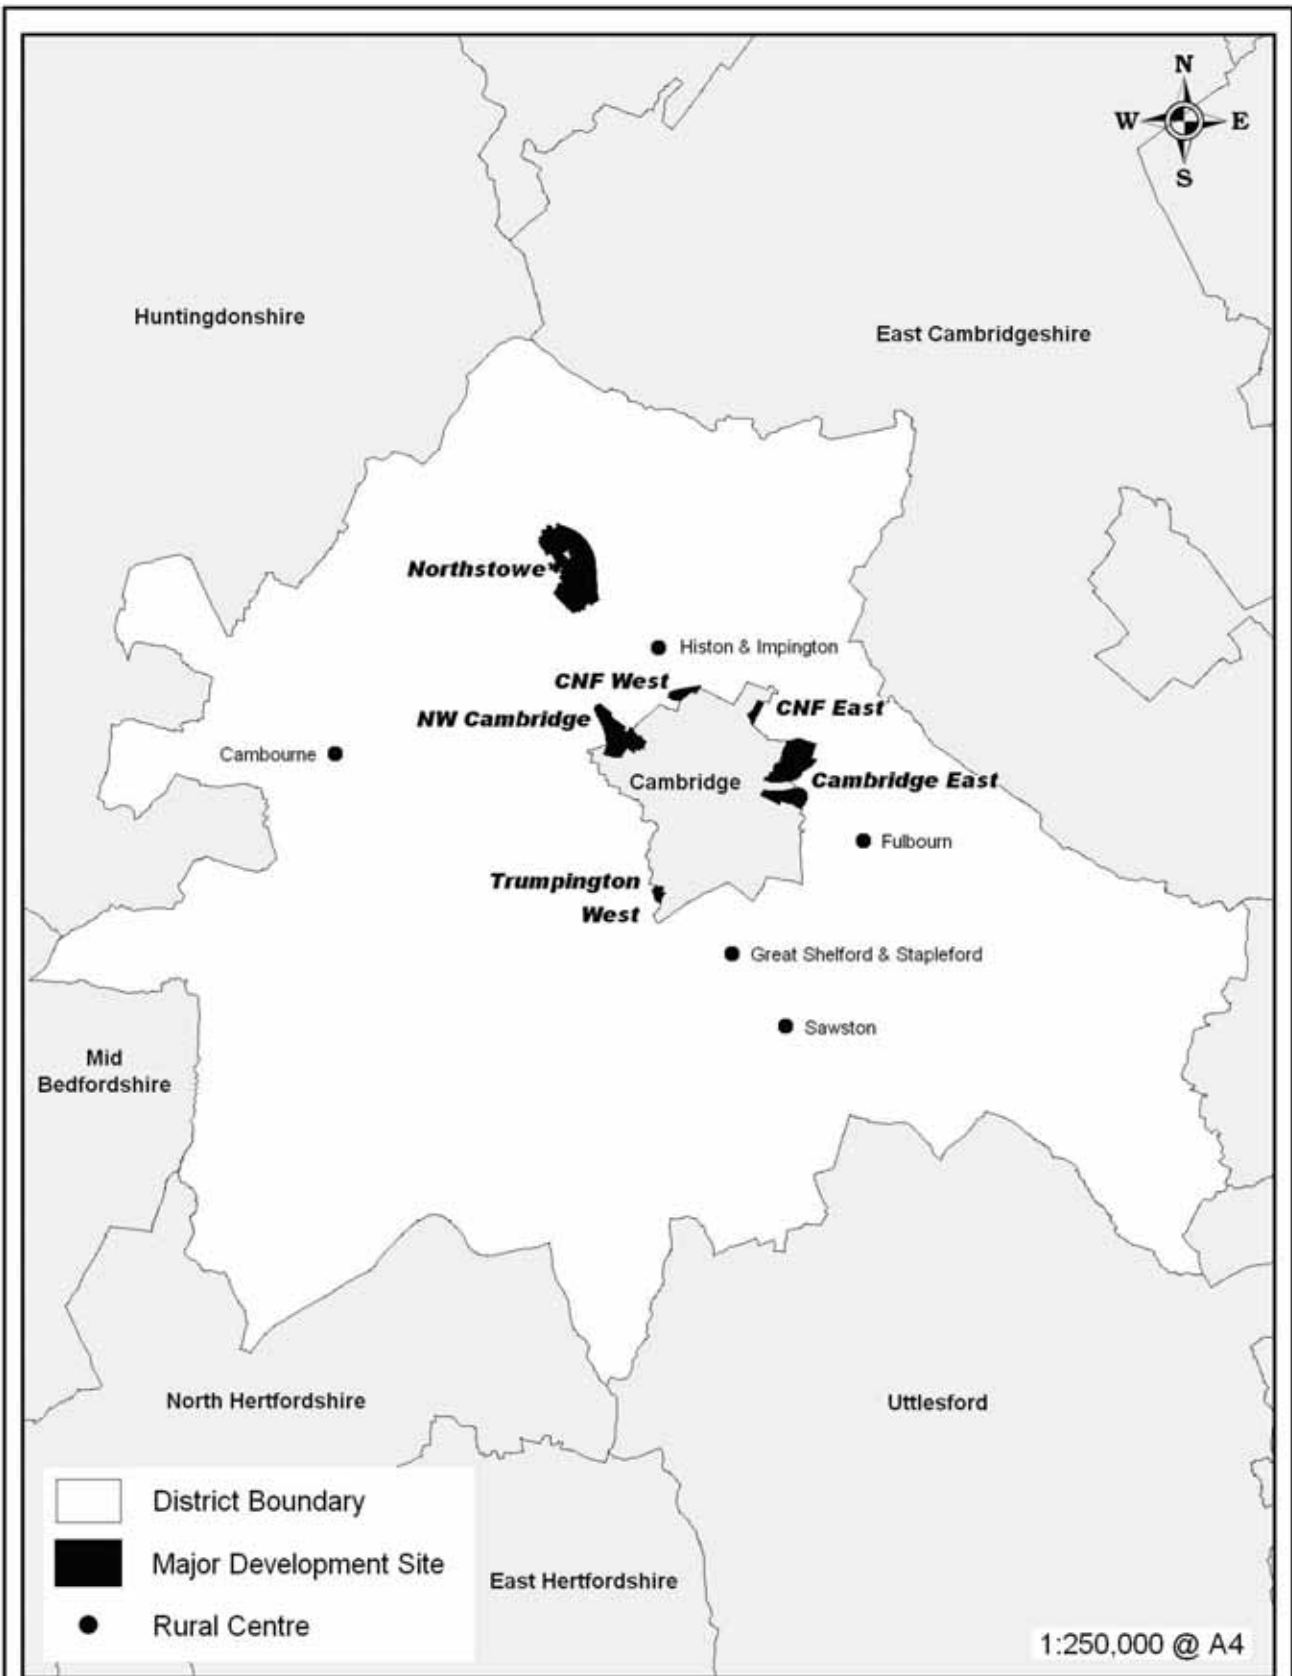 N
W E
S
Huntingdonshire
East Cambridgeshire
Northstowe
Histon & Impington
CNF West
CNF East
NW Cambridge
Cambourne
Cambridge
Cambridge East
Fulbourn
Trumpington
West
Great Shelford & Stapleford
Sawston
Mid
Bedfordshire
North Hertfordshire
Uttlesford
District Boundary
Major Development Site
East Hertfordshire
Rural Centre
1:250,000 @ A4